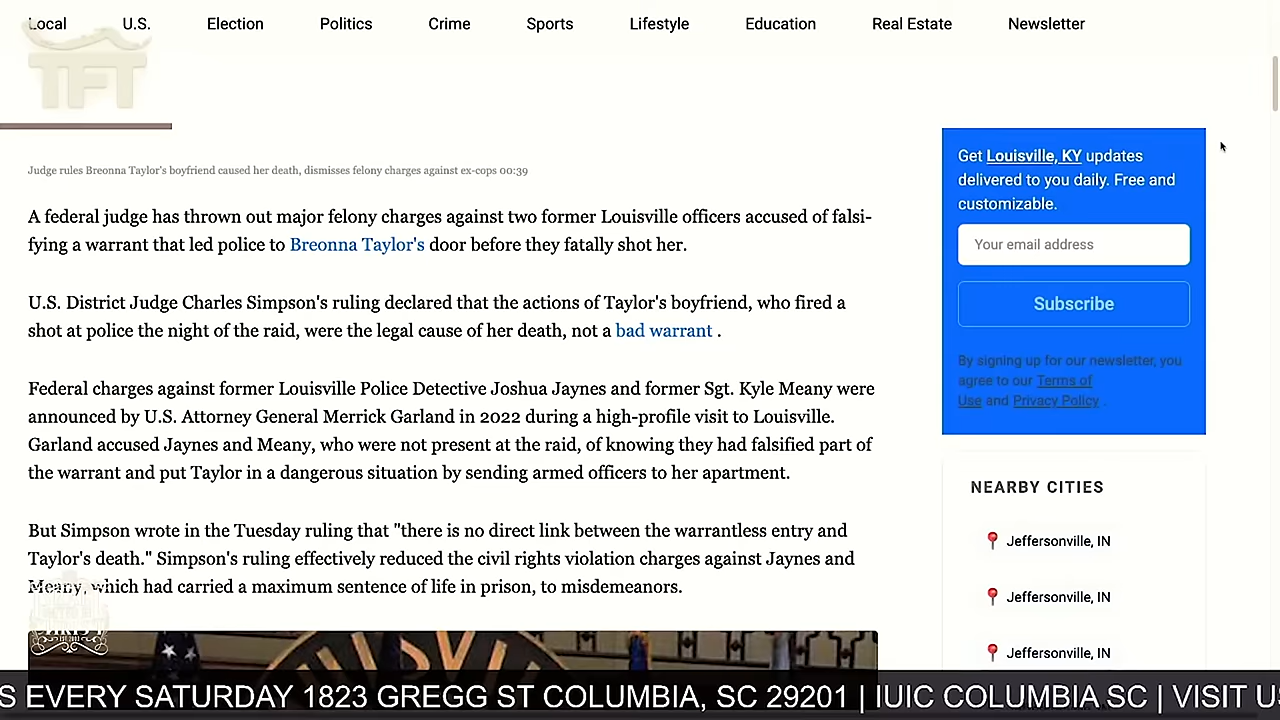 Local U.S. Election Politics Crime Sports Lifestyle Education Real Estate Newsletter
TFT
Judge rules Breonna Taylor's boyfriend caused her death, dismisses felony charges against ex-cops 00:39
A federal judge has thrown out major felony charges against two former Louisville officers accused of falsi-
fying a warrant that led police to Breonna Taylor's door before they fatally shot her.
U.S. District Judge Charles Simpson's ruling declared that the actions of Taylor's boyfriend, who fired a
shot at police the night of the raid, were the legal cause of her death, not a bad warrant .
Federal charges against former Louisville Police Detective Joshua Jaynes and former Sgt. Kyle Meany were
announced by U.S. Attorney General Merrick Garland in 2022 during a high-profile visit to Louisville.
Garland accused Jaynes and Meany, who were not present at the raid, of knowing they had falsified part of
the warrant and put Taylor in a dangerous situation by sending armed officers to her apartment.
But Simpson wrote in the Tuesday ruling that "there is no direct link between the warrantless entry and
Taylor's death." Simpson's ruling effectively reduced the civil rights violation charges against Jaynes and
Meany, which had carried a maximum sentence of life in prison, to misdemeanors.
Get Louisville, KY updates
delivered to you daily. Free and
customizable.
Your email address
Subscribe
By signing up for our newsletter, you
agree to our Terms of
Use and Privacy Policy .
NEARBY CITIES
Jeffersonville, IN
Jeffersonville, IN
Jeffersonville, IN
S EVERY SATURDAY 1823 GREGG ST COLUMBIA, SC 29201 | IUIC COLUMBIA SC | VISIT US